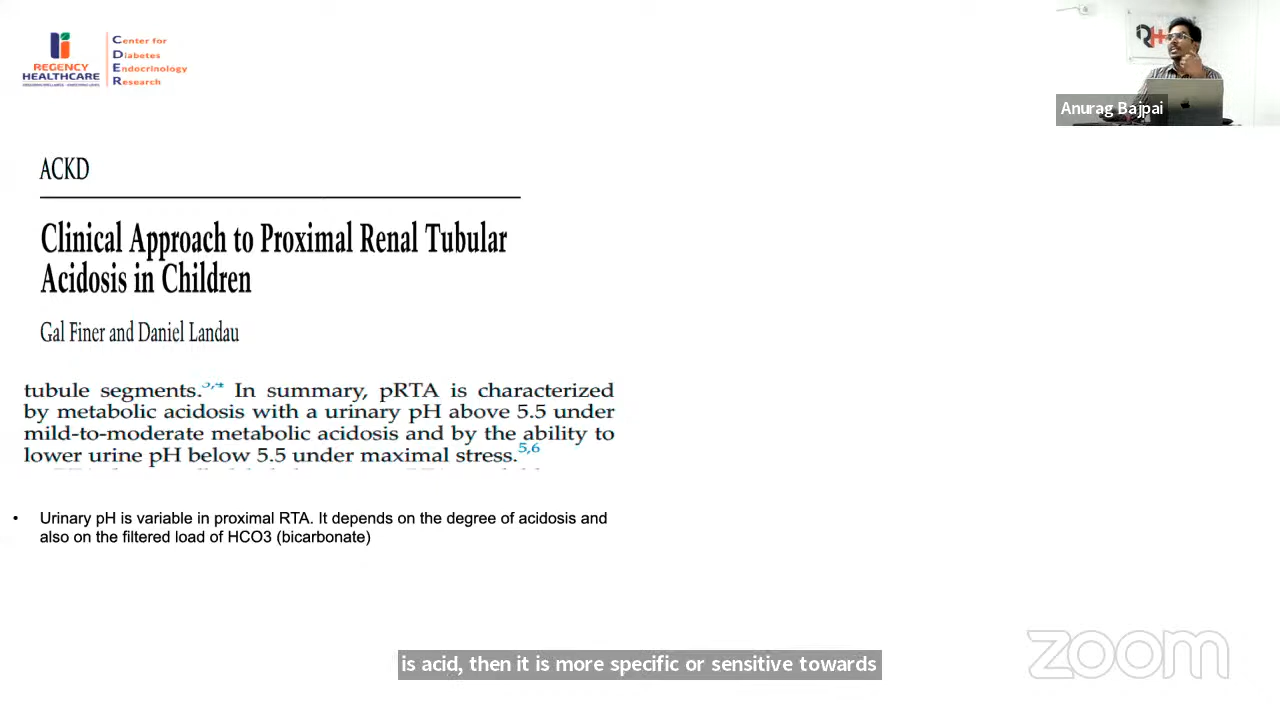 REGENCY
HEALTHCARE
Center for
Diabetes
Endocrinology
Research
Anurag Bajpai
ACKD
Clinical Approach to Proximal Renal Tubular
Acidosis in Children
Gal Finer and Daniel Landau
tubule segments.3,4 In summary, pRTA is characterized
by metabolic acidosis with a urinary pH above 5.5 under
mild-to-moderate metabolic acidosis and by the ability to
lower urine pH below 5.5 under maximal stress.5,6
• Urinary pH is variable in proximal RTA. It depends on the degree of acidosis and
also on the filtered load of HCO3 (bicarbonate)
is acid, then it is more specific or sensitive towards
zoom